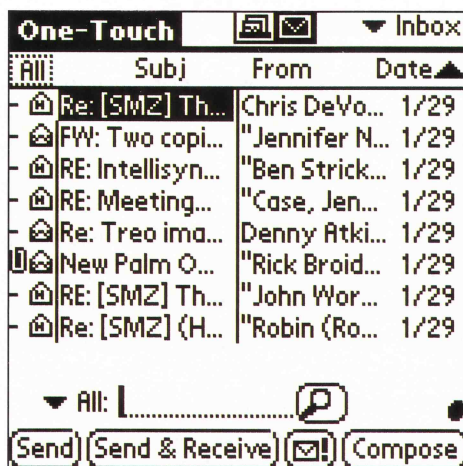 One-Touch Inbox
All Subj From Date
Re: [SMZ] Th... Chris DeVo... 1/29
FW: Two copi... "Jennifer N... 1/29
RE: Intellisyn... "Ben Strick... 1/29
RE: Meeting... "Case, Jen... 1/29
Re: Treo ima... Denny Atki... 1/29
New Palm O... "Rick Broid... 1/29
RE: [SMZ] Th... "John Wor... 1/29
Re: [SMZ] (H... "Robin (Ro... 1/29
All:
Send Send & Receive ! Compose